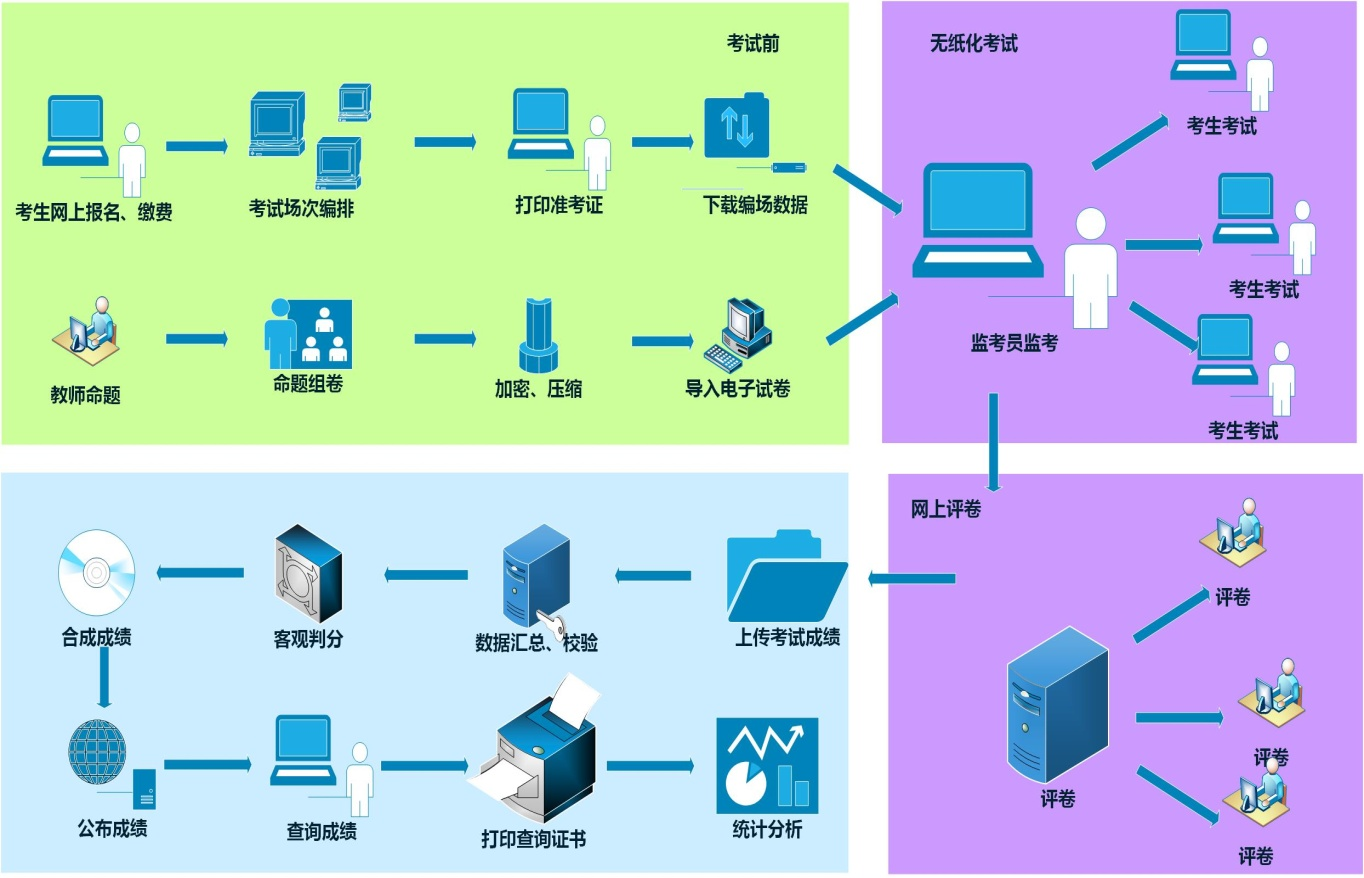 考试前
考生网上报名、缴费
考试场次编排
打印准考证
下载编场数据
教师命题
命题组卷
加密、压缩
导入电子试卷
无纸化考试
考生考试
考生考试
监考员监考
考生考试
网上评卷
评卷
评卷
评卷
评卷
上传考试成绩
数据汇总、校验
客观判分
合成成绩
公布成绩
查询成绩
打印查询证书
统计分析